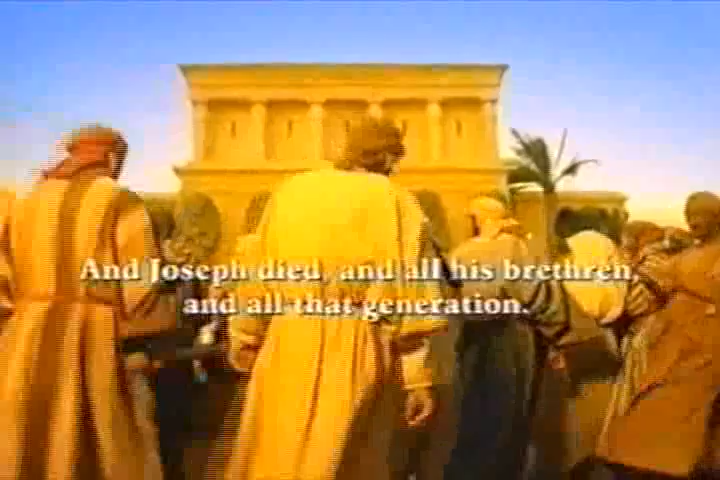 And Joseph died, and all his brethren,
and all that generation.